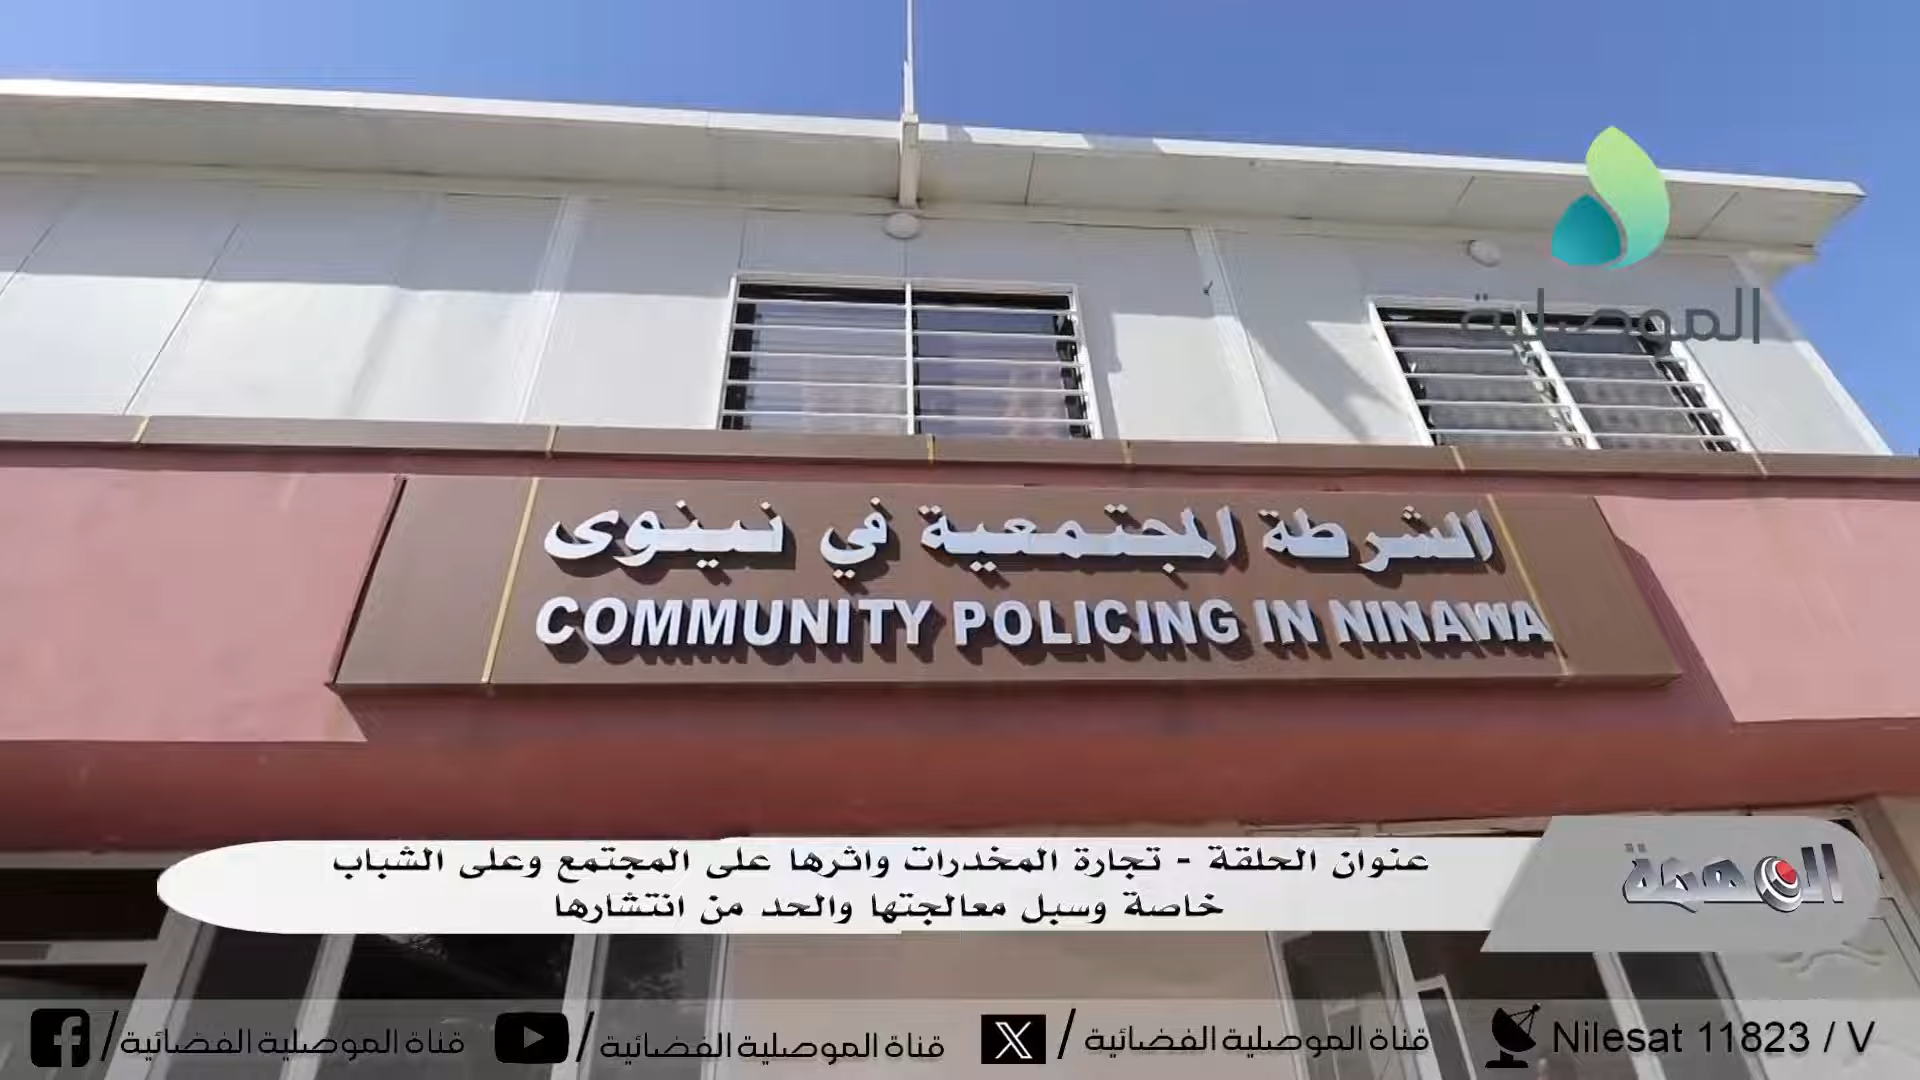 الموصلية
الشرطة المجتمعية في نينوى
COMMUNITY POLICING IN NINAWA
عنوان الحلقة - تجارة المخدرات واثرها على المجتمع وعلى الشباب
خاصة وسبل معالجتها والحد من انتشارها
المهمة
/قناة الموصلية الفضائية
/قناة الموصلية الفضائية
/قناة الموصلية الفضائية
Nilesat 11823 / V